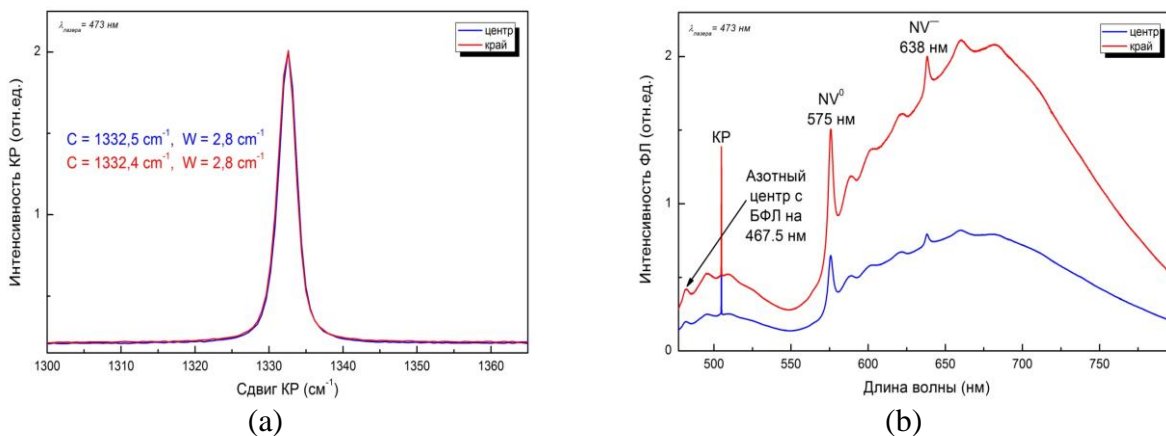 λлазера = 473 нм
центр
край
2
1
C = 1332,5 cm⁻¹, W = 2,8 cm⁻¹
C = 1332,4 cm⁻¹, W = 2,8 cm⁻¹
Интенсивность КР (отн.ед.)
1300 1310 1320 1330 1340 1350 1360
Сдвиг КР (см⁻¹)
(a)
λлазера = 473 нм
центр
край
NV⁻
638 нм
NV⁰
575 нм
КР
Азотный
центр с
БФЛ на
467.5 нм
2
1
0
Интенсивность ФЛ (отн.ед.)
500 550 600 650 700 750
Длина волны (нм)
(b)